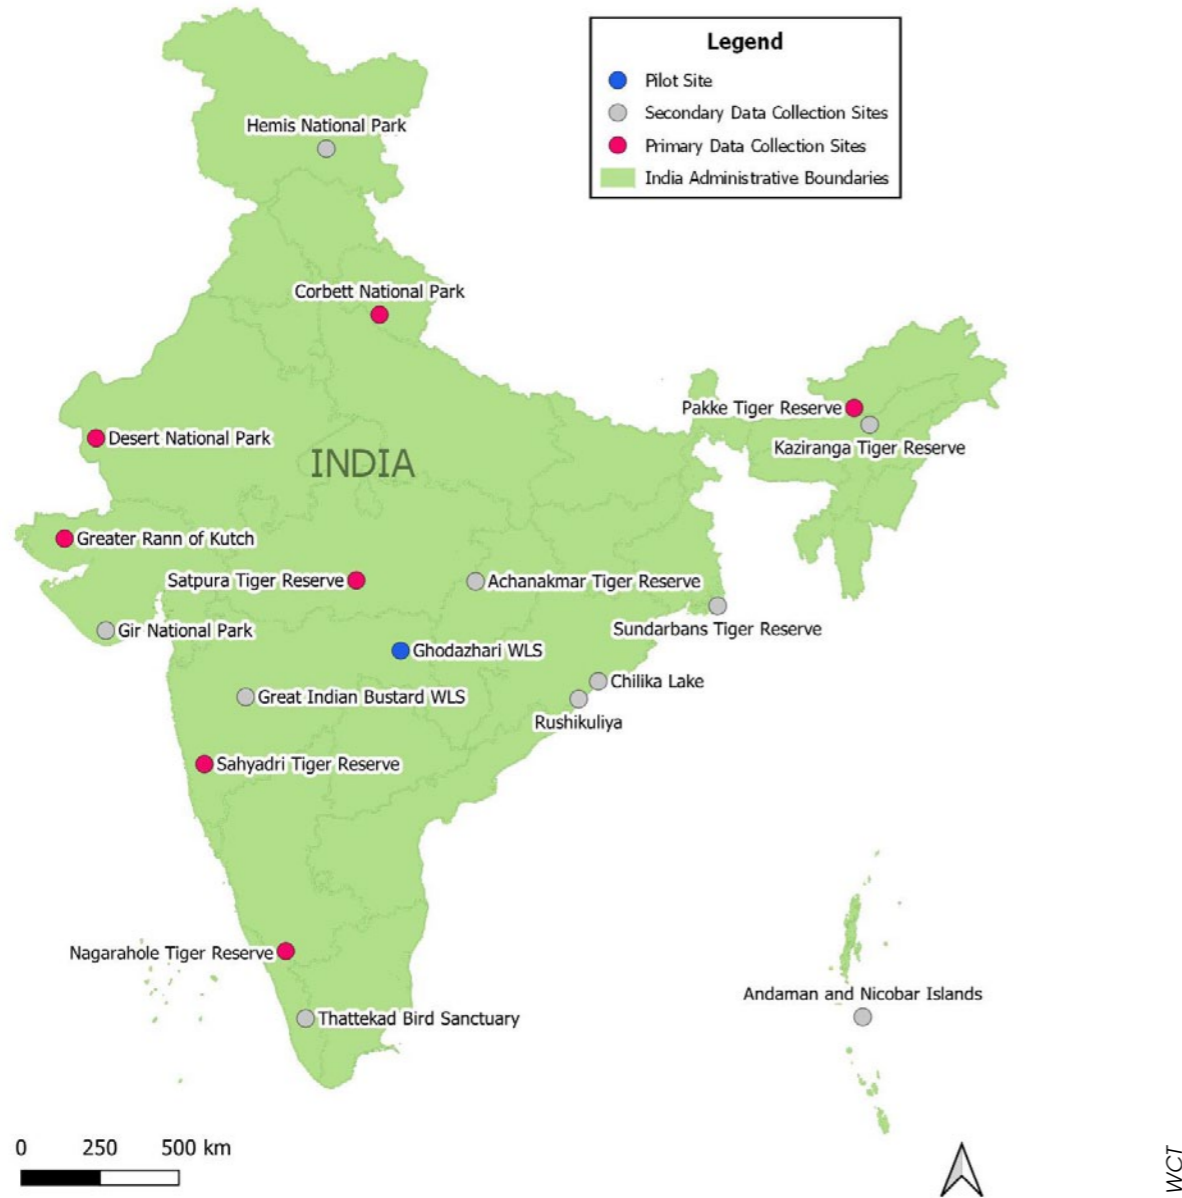 Legend
Pilot Site
Secondary Data Collection Sites
Primary Data Collection Sites
India Administrative Boundaries
Hemis National Park
Corbett National Park
Pakke Tiger Reserve
Desert National Park
Kaziranga Tiger Reserve
INDIA
Greater Rann of Kutch
Satpura Tiger Reserve
Achanakmar Tiger Reserve
Gir National Park
Sundarbans Tiger Reserve
Ghodazhari WLS
Chilika Lake
Great Indian Bustard WLS
Rushikuliya
Sahyadri Tiger Reserve
Nagarahole Tiger Reserve
Andaman and Nicobar Islands
Thattekad Bird Sanctuary
0 250 500 km
WCT